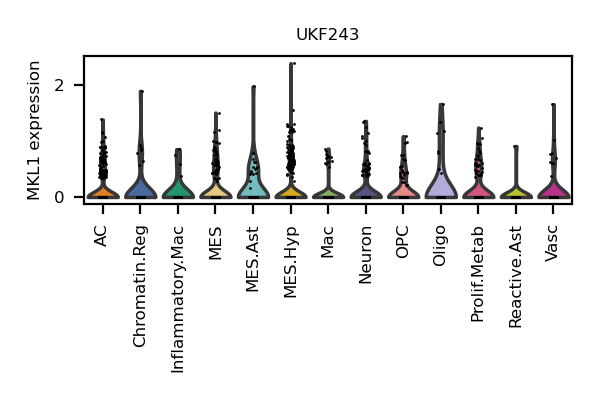 UKF243
MKL1 expression
2
0
AC
Chromatin.Reg
Inflammatory.Mac
MES
MES.Ast
MES.Hyp
Mac
Neuron
OPC
Oligo
Prolif.Metab
Reactive.Ast
Vasc